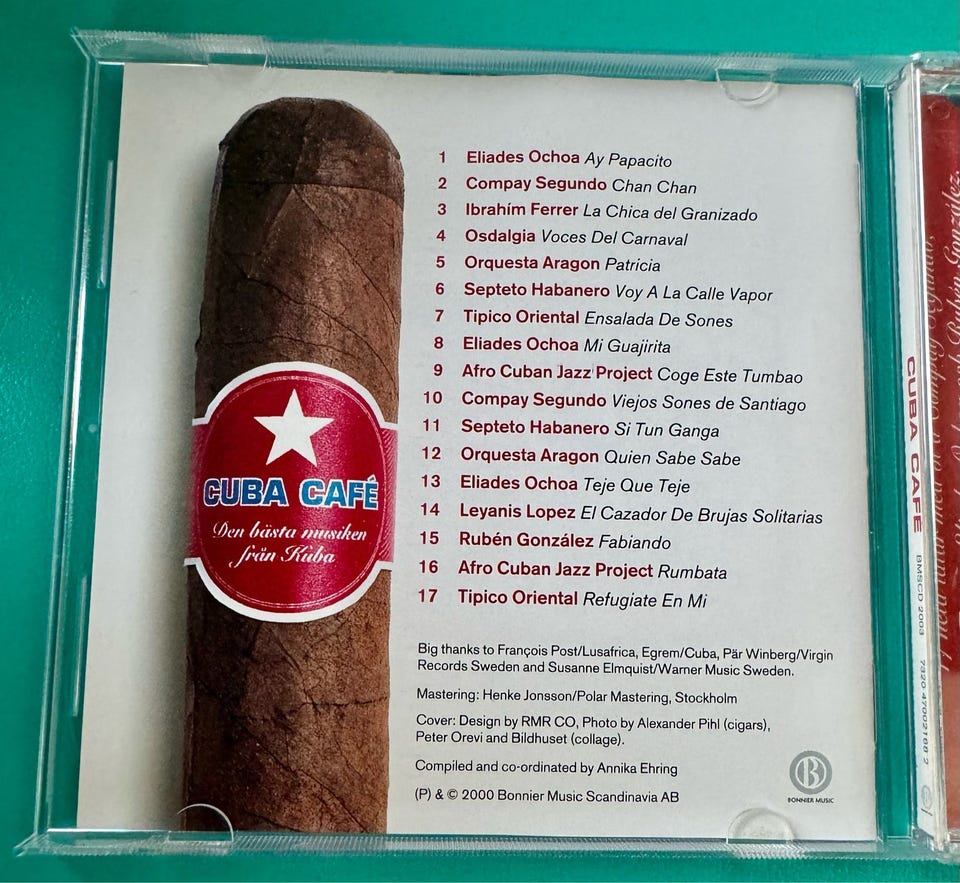 1 Eliades Ochoa Ay Papacito
2 Compay Segundo Chan Chan
3 Ibrahím Ferrer La Chica del Granizado
4 Osdalgia Voces Del Carnaval
5 Orquesta Aragon Patricia
6 Septeto Habanero Voy A La Calle Vapor
7 Tipico Oriental Ensalada De Sones
8 Eliades Ochoa Mi Guajirita
9 Afro Cuban Jazz Project Coge Este Tumbao
10 Compay Segundo Viejos Sones de Santiago
11 Septeto Habanero Si Tun Ganga
12 Orquesta Aragon Quien Sabe Sabe
13 Eliades Ochoa Teje Que Teje
14 Leyanis Lopez El Cazador De Brujas Solitarias
15 Rubén González Fabiando
16 Afro Cuban Jazz Project Rumbata
17 Tipico Oriental Refugiate En Mi
CUBA CAFÉ
Den bästa musiken
från Kuba
Big thanks to François Post/Lusafrica, Egrem/Cuba, Pär Winberg/Virgin
Records Sweden and Susanne Elmquist/Warner Music Sweden.
Mastering: Henke Jonsson/Polar Mastering, Stockholm
Cover: Design by RMR CO, Photo by Alexander Pihl (cigars),
Peter Orevi and Bildhuset (collage).
Compiled and co-ordinated by Annika Ehring
(P) & © 2000 Bonnier Music Scandinavia AB
B
BONNIER MUSIC
CUBA CAFÉ BMSCD 2003
Rubén González,